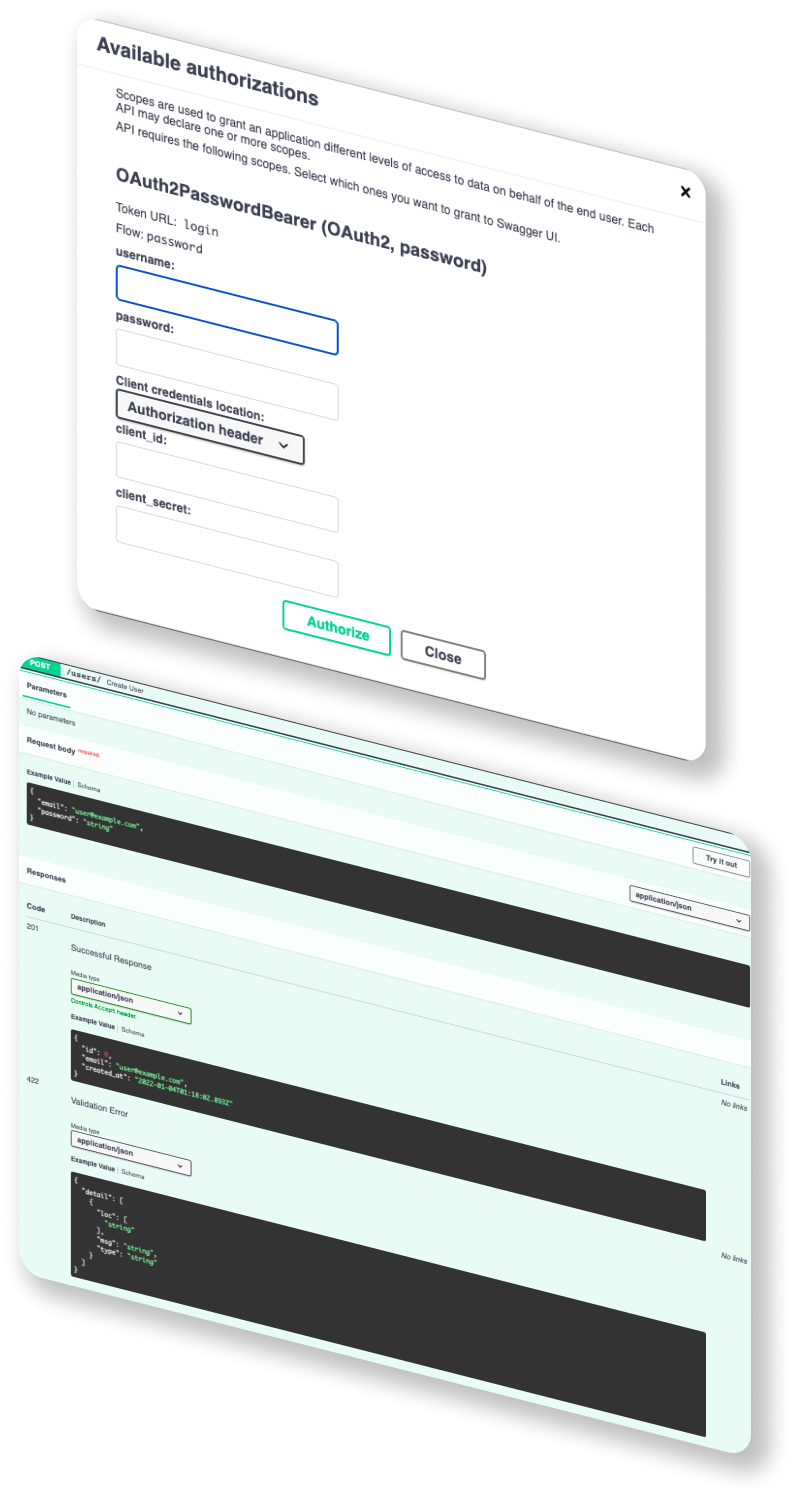 Available authorizations
Scopes are used to grant an application different levels of access to data on behalf of the end user. Each
API may declare one or more scopes.
API requires the following scopes. Select which ones you want to grant to Swagger UI.
OAuth2PasswordBearer (OAuth2, password)
Token URL: login
Flow: password
username:
password:
Client credentials location:
Authorization header
client_id:
client_secret:
Authorize
Close
POST /users/ Create User
Parameters
Try it out
No parameters
Request body required
application/json
Example Value | Schema
{
"email": "user@example.com",
"password": "string"
}
Responses
Code Description Links
201
Successful Response
No links
Media type
application/json
Controls Accept header.
Example Value | Schema
{
"id": 0,
"email": "user@example.com",
"created_at": "2022-01-04T01:18:02.893Z"
}
422
Validation Error
No links
Media type
application/json
Example Value | Schema
{
"detail": [
{
"loc": [
"string"
],
"msg": "string",
"type": "string"
}
]
}